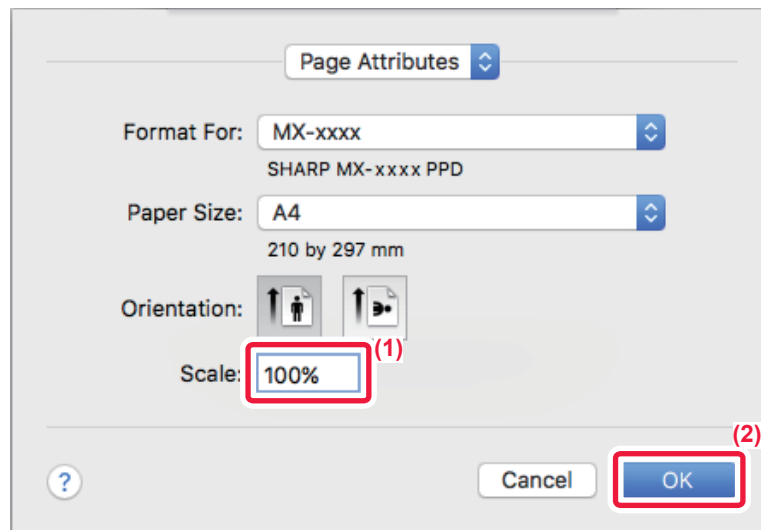 Page Attributes
Format For: MX-xxxx
SHARP MX-xxxx PPD
Paper Size: A4
210 by 297 mm
Orientation:
(1)
Scale: 100%
(2)
? Cancel OK